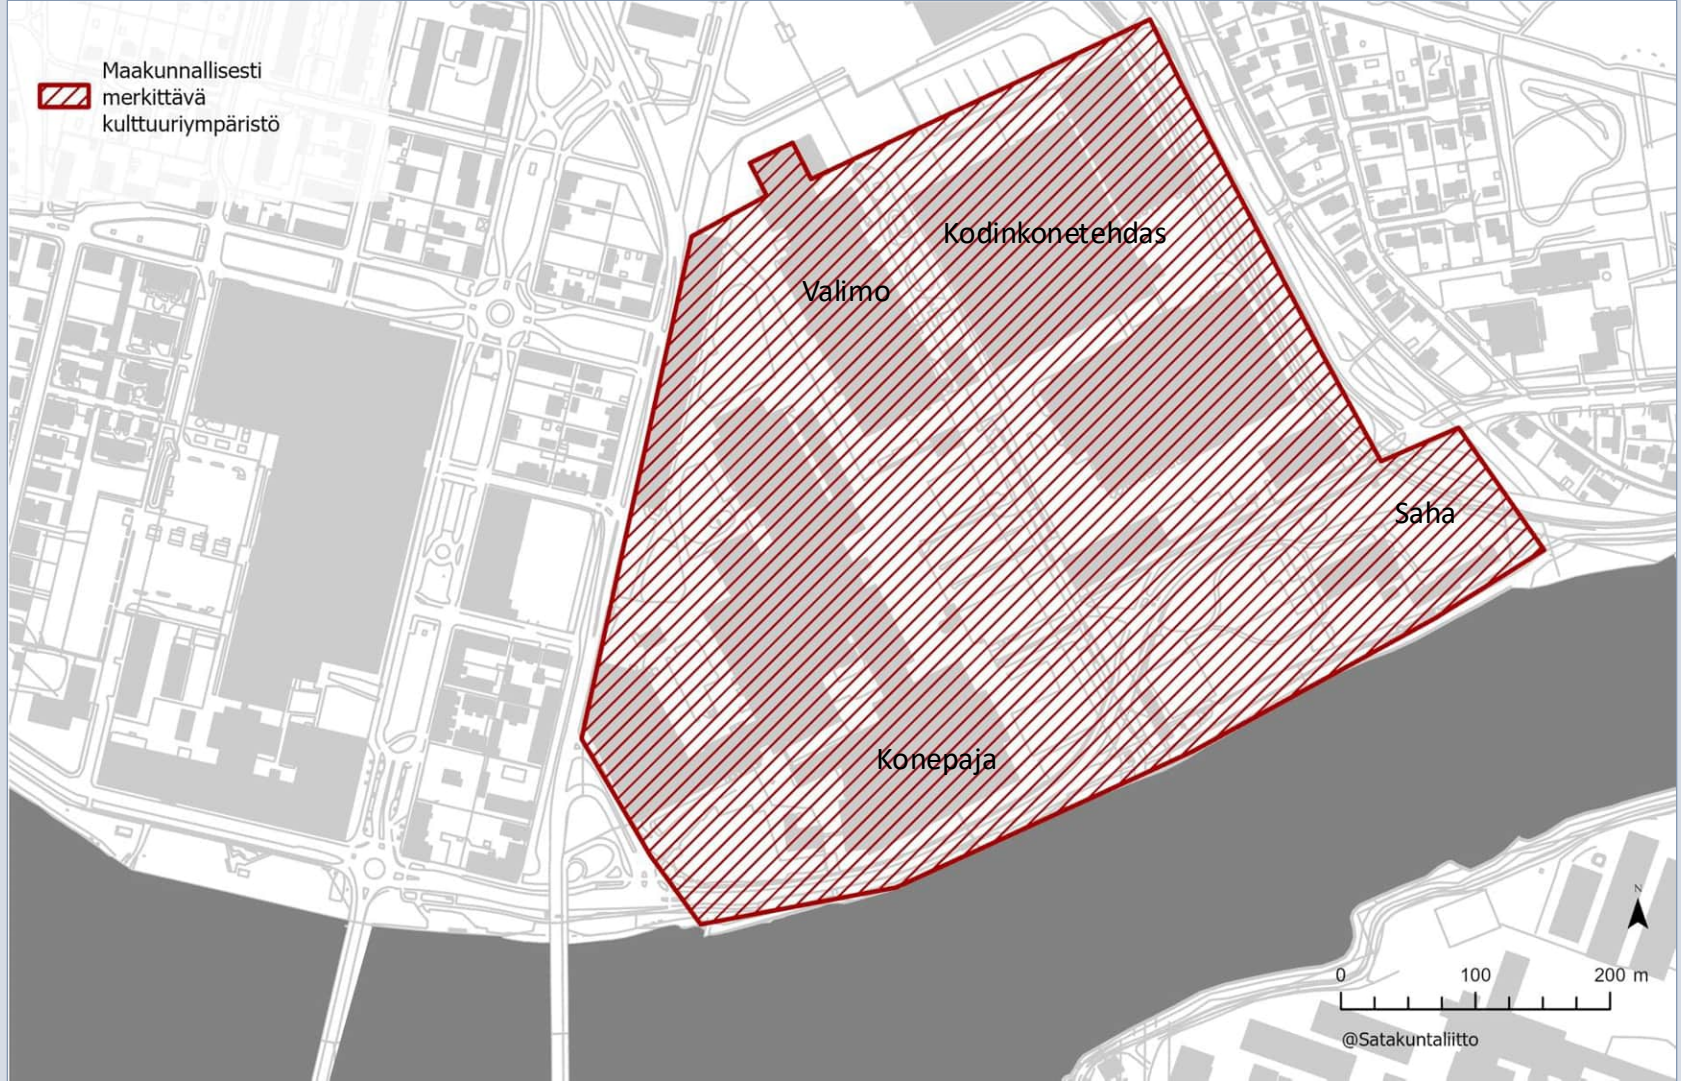 Maakunnallisesti
merkittävä
kulttuuriympäristö
Kodinkonetehdas
Valimo
Saha
Konepaja
N
0 100 200 m
@Satakuntaliitto